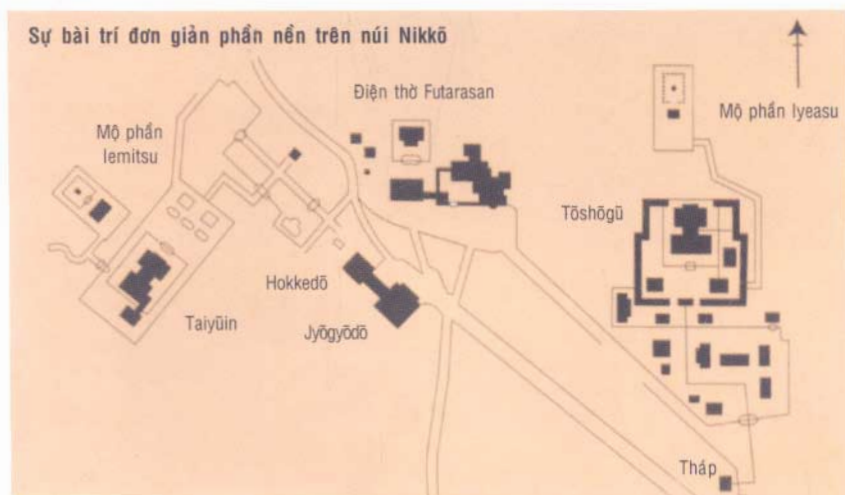 Sự bài trí đơn giản phần nền trên núi Nikkō
Điện thờ Futarasan
Mộ phần Iyeasu
Mộ phần
Iemitsu
Tōshōgū
Hokkedō
Taiyūin
Jyōgyōdō
Tháp